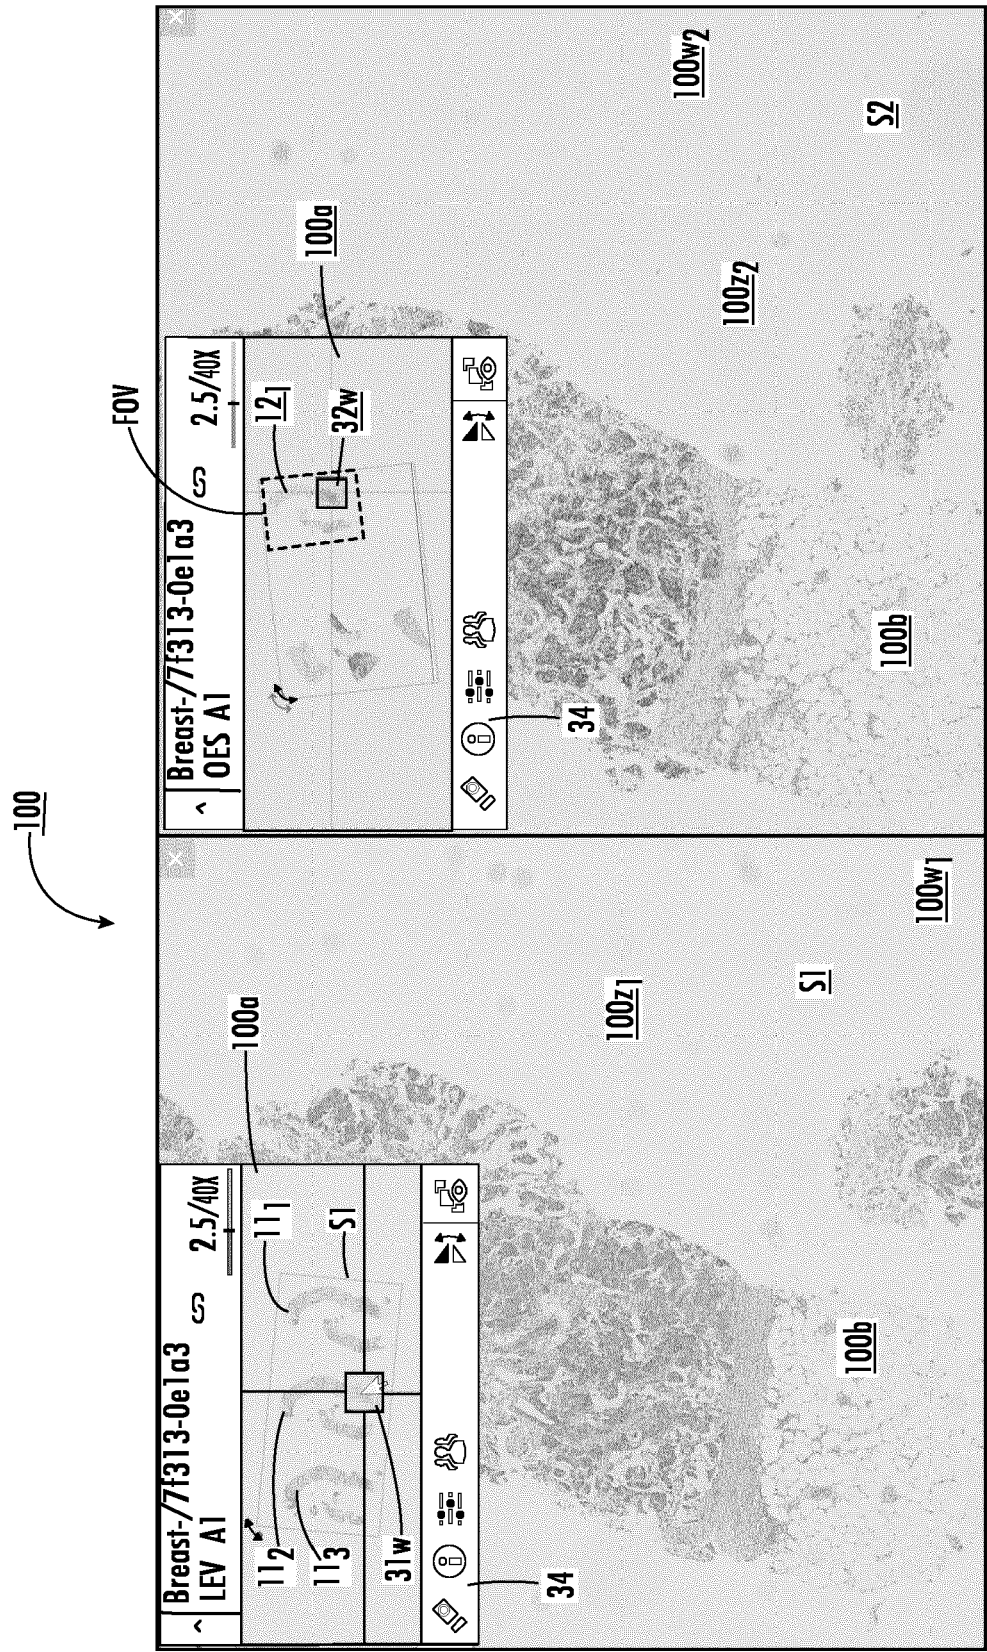 100
Breast-/7f313-0e1a3
LEV A1
2.5/40X
100a
11₁
S1
11₂
11₃
31w
34
100z₁
S1
100w₁
100b
FOV
Breast-/7f313-0e1a3
OES A1
2.5/40X
12₁
32w
100a
34
100w₂
S2
100z₂
100b